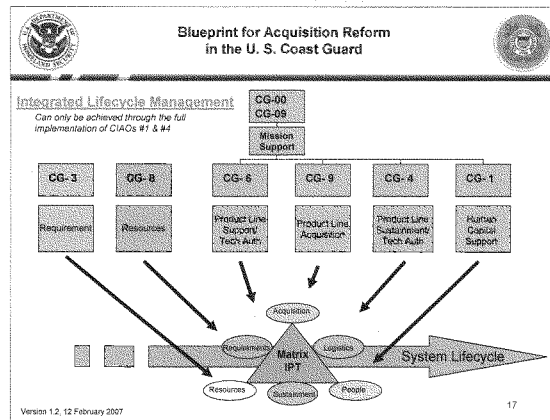 Blueprint for Acquisition Reform
in the U. S. Coast Guard
Integrated Lifecycle Management
Can only be achieved through the full
implementation of CIAOs #1 & #4
CG-00
CG-09
Mission
Support
CG-3
CG-8
CG-6
CG-9
CG-4
CG-1
Requirement
Resources
Product Line
Support/
Tech Auth
Product Line
Acquisition
Product Line
Sustainment/
Tech Auth
Human
Capital
Support
Acquisition
Requirements
Logistics
Matrix
IPT
System Lifecycle
Resources
Sustainment
People
Version 1.2, 12 February 2007
17